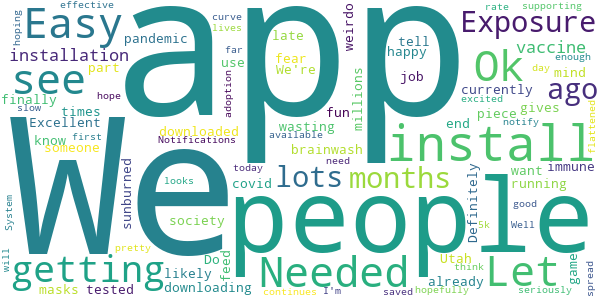 hoping
effective
Easy
app
curve
lives
weirdo
late
tell
happy
Exposure
rate
supporting
pandemic
installation
see
part
far
use
We're
fear
job
Ok
vaccine
enough
day
mind
ago
finally
slow
times
Excellent
know
someone
hope
first
downloaded
Notifications
adoption
wasting
available
brainwash
fun
millions
currently
piece
gives
excited
end
notify
flattened
We
install
sunburned
covid
need
today
lots
months
want
immune
running
System
looks
society
people
Definitely
5k
good
Well
will
getting
Do
feed
likely
downloading
Needed
Utah
already
think
Let
game
masks
tested
pretty
continues
I'm
saved
hopefully
seriously
spread